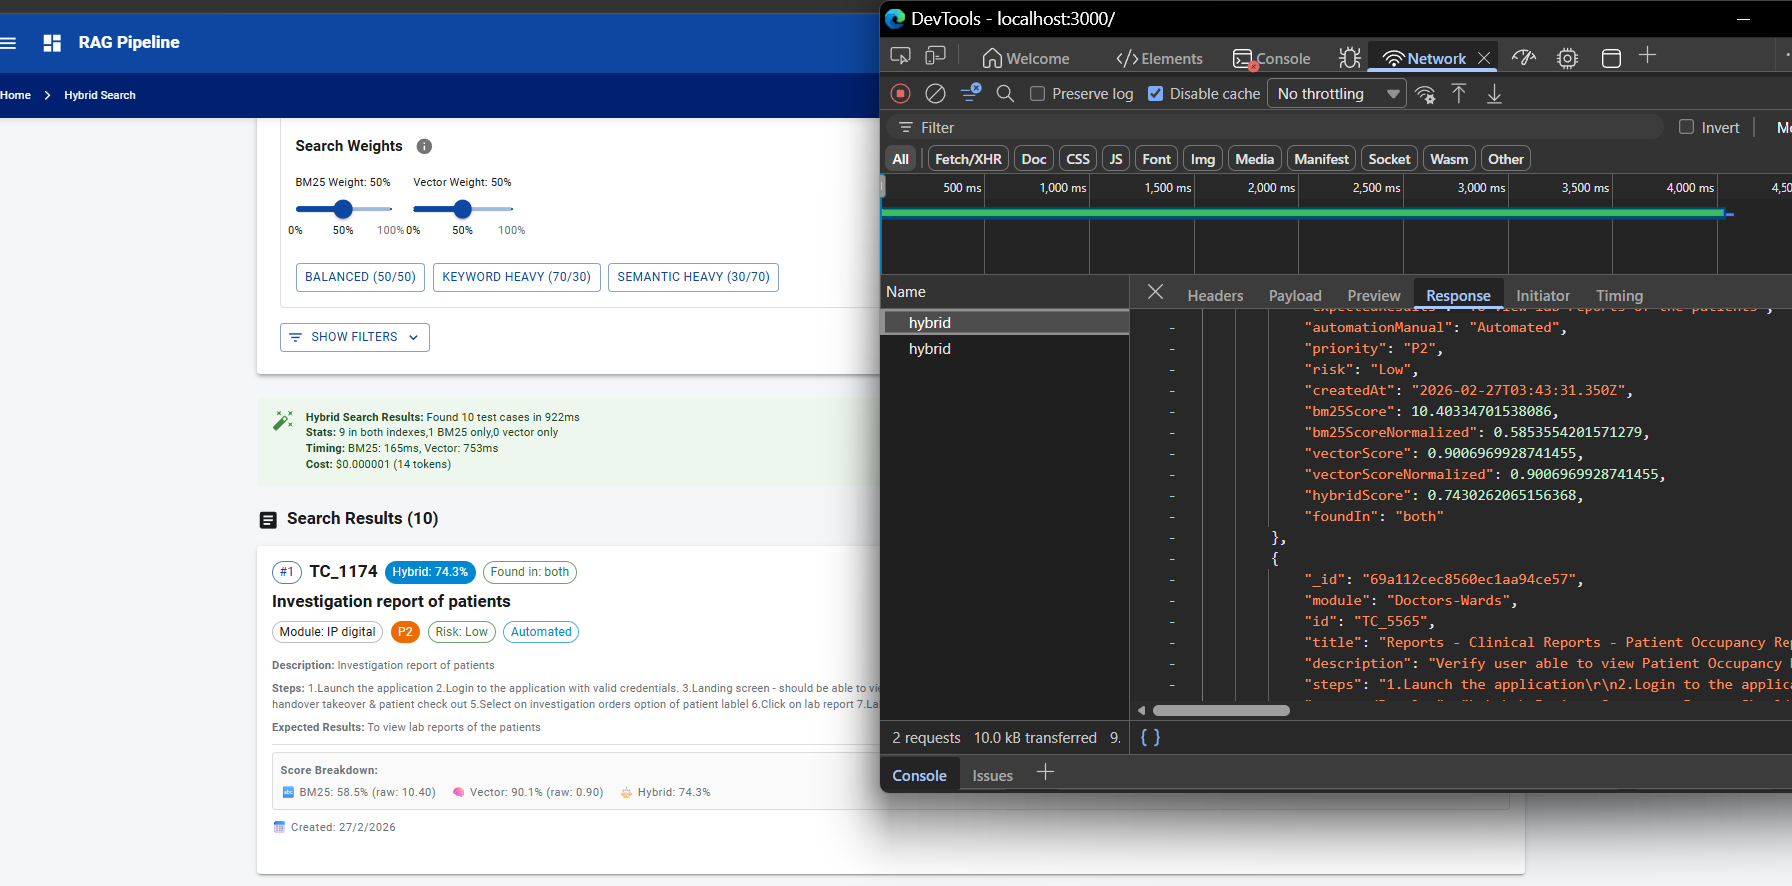 RAG Pipeline
Home > Hybrid Search
Search Weights
BM25 Weight: 50% Vector Weight: 50%
0% 50% 100% 0% 50% 100%
BALANCED (50/50) KEYWORD HEAVY (70/30) SEMANTIC HEAVY (30/70)
SHOW FILTERS
Hybrid Search Results: Found 10 test cases in 922ms
Stats: 9 in both indexes,1 BM25 only,0 vector only
Timing: BM25: 165ms, Vector: 753ms
Cost: $0.000001 (14 tokens)
Search Results (10)
#1 TC_1174 Hybrid: 74.3% Found in: both
Investigation report of patients
Module: IP digital P2 Risk: Low Automated
Description: Investigation report of patients
Steps: 1.Launch the application 2.Login to the application with valid credentials. 3.Landing screen - should be able to
handover takeover & patient check out 5.Select on investigation orders option of patient lablel 6.Click on lab report
Expected Results: To view lab reports of the patients
Score Breakdown:
BM25: 58.5% (raw: 10.40) Vector: 90.1% (raw: 0.90) Hybrid: 74.3%
Created: 27/2/2026
DevTools - localhost:3000/
Welcome </> Elements Console Network
Preserve log Disable cache No throttling
Filter Invert
All Fetch/XHR Doc CSS JS Font Img Media Manifest Socket Wasm Other
500 ms 1,000 ms 1,500 ms 2,000 ms 2,500 ms 3,000 ms 3,500 ms 4,000 ms
Name
hybrid
hybrid
Headers Payload Preview Response Initiator Timing
"automationManual": "Automated",
"priority": "P2",
"risk": "Low",
"createdAt": "2026-02-27T03:43:31.350Z",
"bm25Score": 10.40334701538086,
"bm25ScoreNormalized": 0.5853554201571279,
"vectorScore": 0.9006969928741455,
"vectorScoreNormalized": 0.9006969928741455,
"hybridScore": 0.7430262065156368,
"foundIn": "both"
},
{
"_id": "69a112cec8560ec1aa94ce57",
"module": "Doctors-Wards",
"id": "TC_5565",
"title": "Reports - Clinical Reports - Patient Occupancy
"description": "Verify user able to view Patient Occupancy
"steps": "1.Launch the application\r\n2.Login to the
2 requests 10.0 kB transferred 9.
{ }
Console Issues